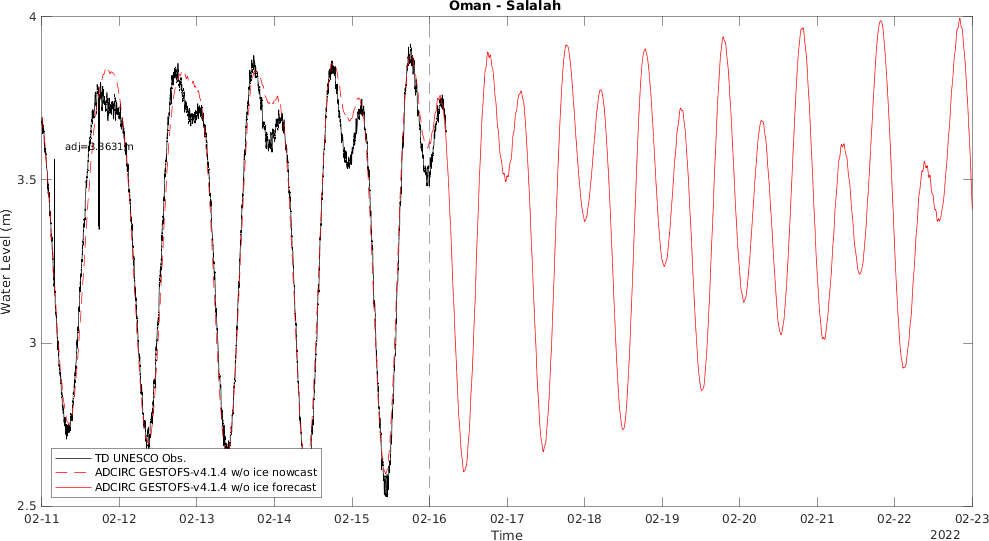 Oman - Salalah
4
3.5
3
2.5
Water Level (m)
adj=3.3631m
TD UNESCO Obs.
ADCIRC GESTOFS-v4.1.4 w/o ice nowcast
ADCIRC GESTOFS-v4.1.4 w/o ice forecast
02-11 02-12 02-13 02-14 02-15 02-16 02-17 02-18 02-19 02-20 02-21 02-22 02-23
Time
2022